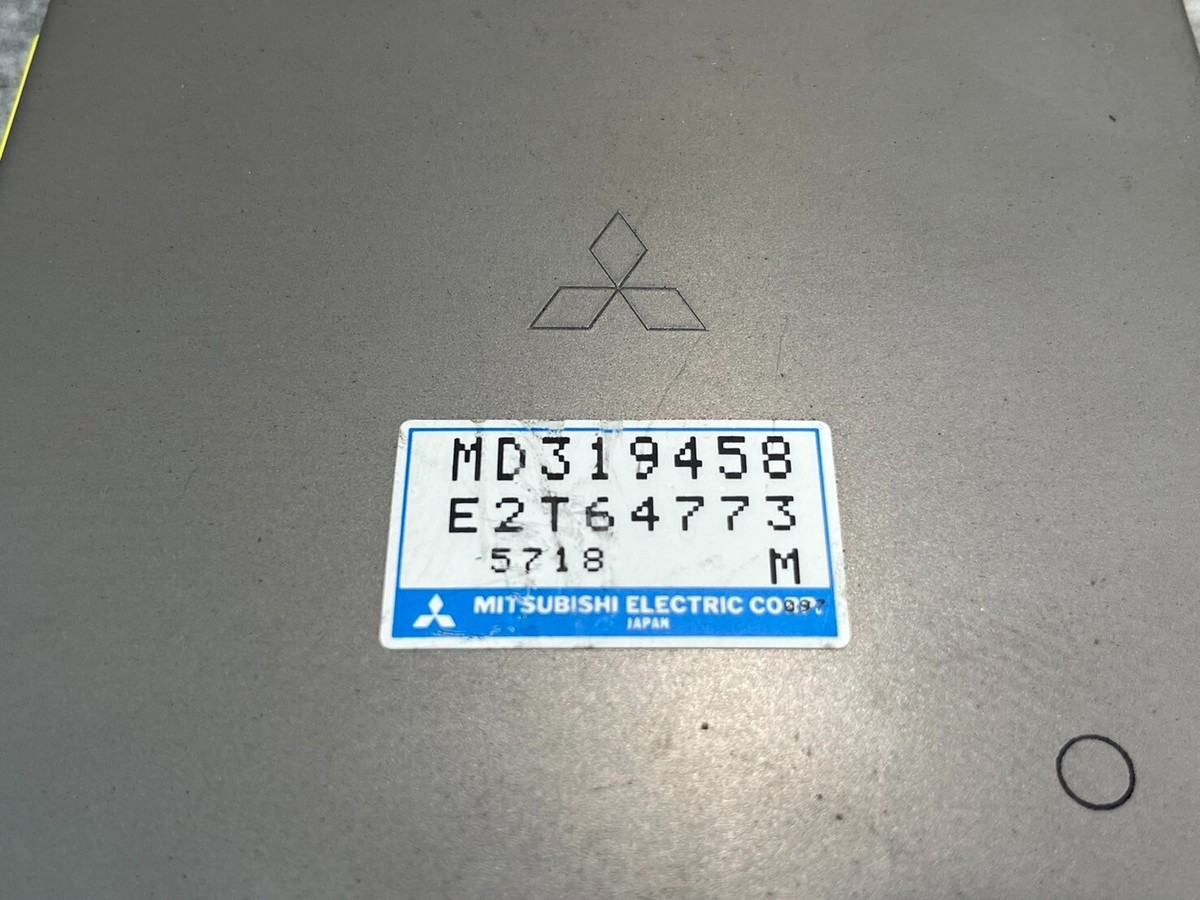 MD319458
E2T64773
5718 M
MITSUBISHI ELECTRIC CORP.
JAPAN